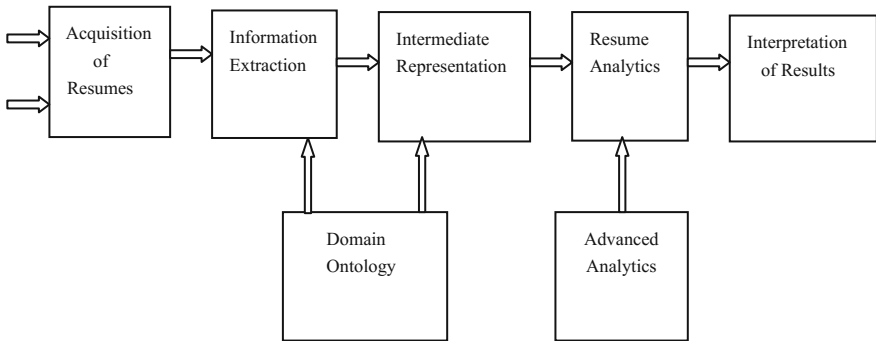 Acquisition
of
Resumes
Information
Extraction
Intermediate
Representation
Resume
Analytics
Interpretation
of Results
Domain
Ontology
Advanced
Analytics